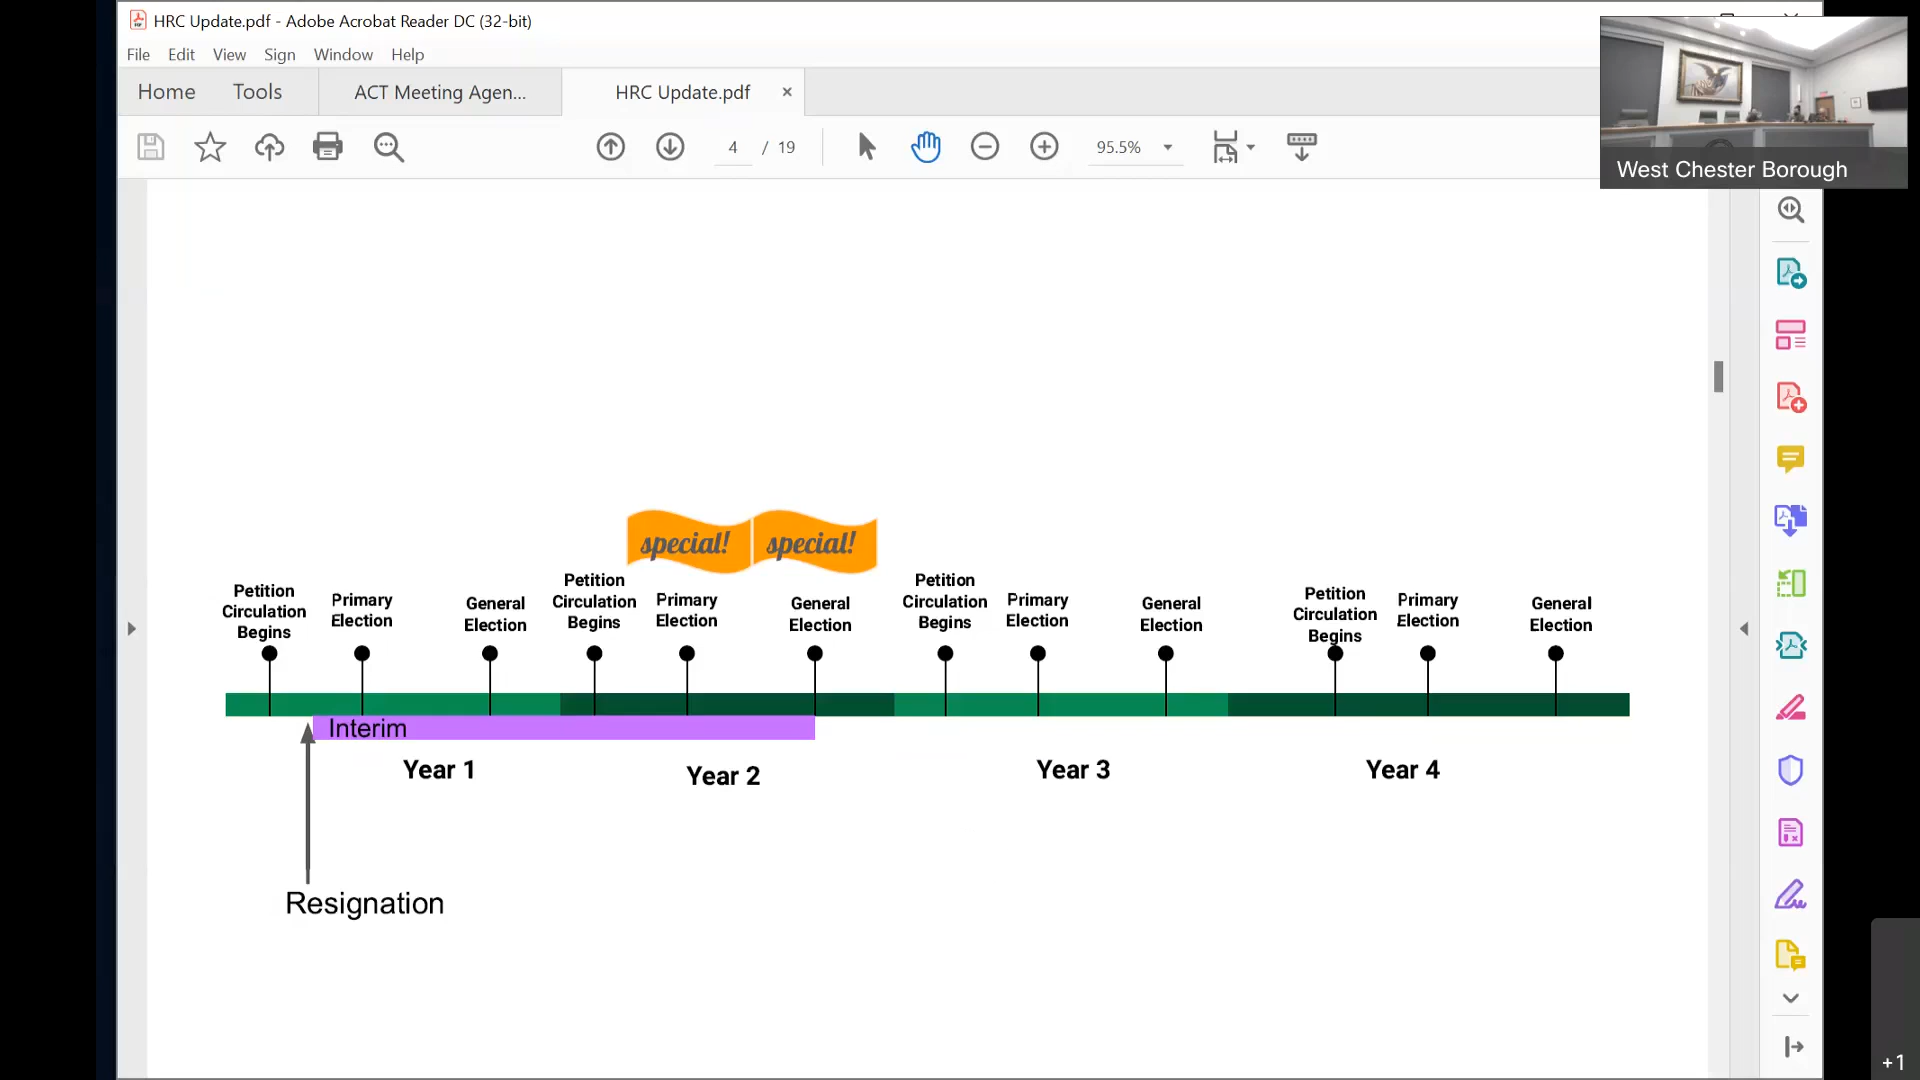 HRC Update.pdf - Adobe Acrobat Reader DC (32-bit)
File Edit View Sign Window Help
Home Tools ACT Meeting Agen... HRC Update.pdf
4 / 19 95.5%
West Chester Borough
special! special!
Petition
Circulation
Begins
Primary
Election
General
Election
Petition
Circulation
Begins
Primary
Election
General
Election
Petition
Circulation
Begins
Primary
Election
General
Election
Petition
Circulation
Begins
Primary
Election
General
Election
Interim
Year 1 Year 2 Year 3 Year 4
Resignation
+1